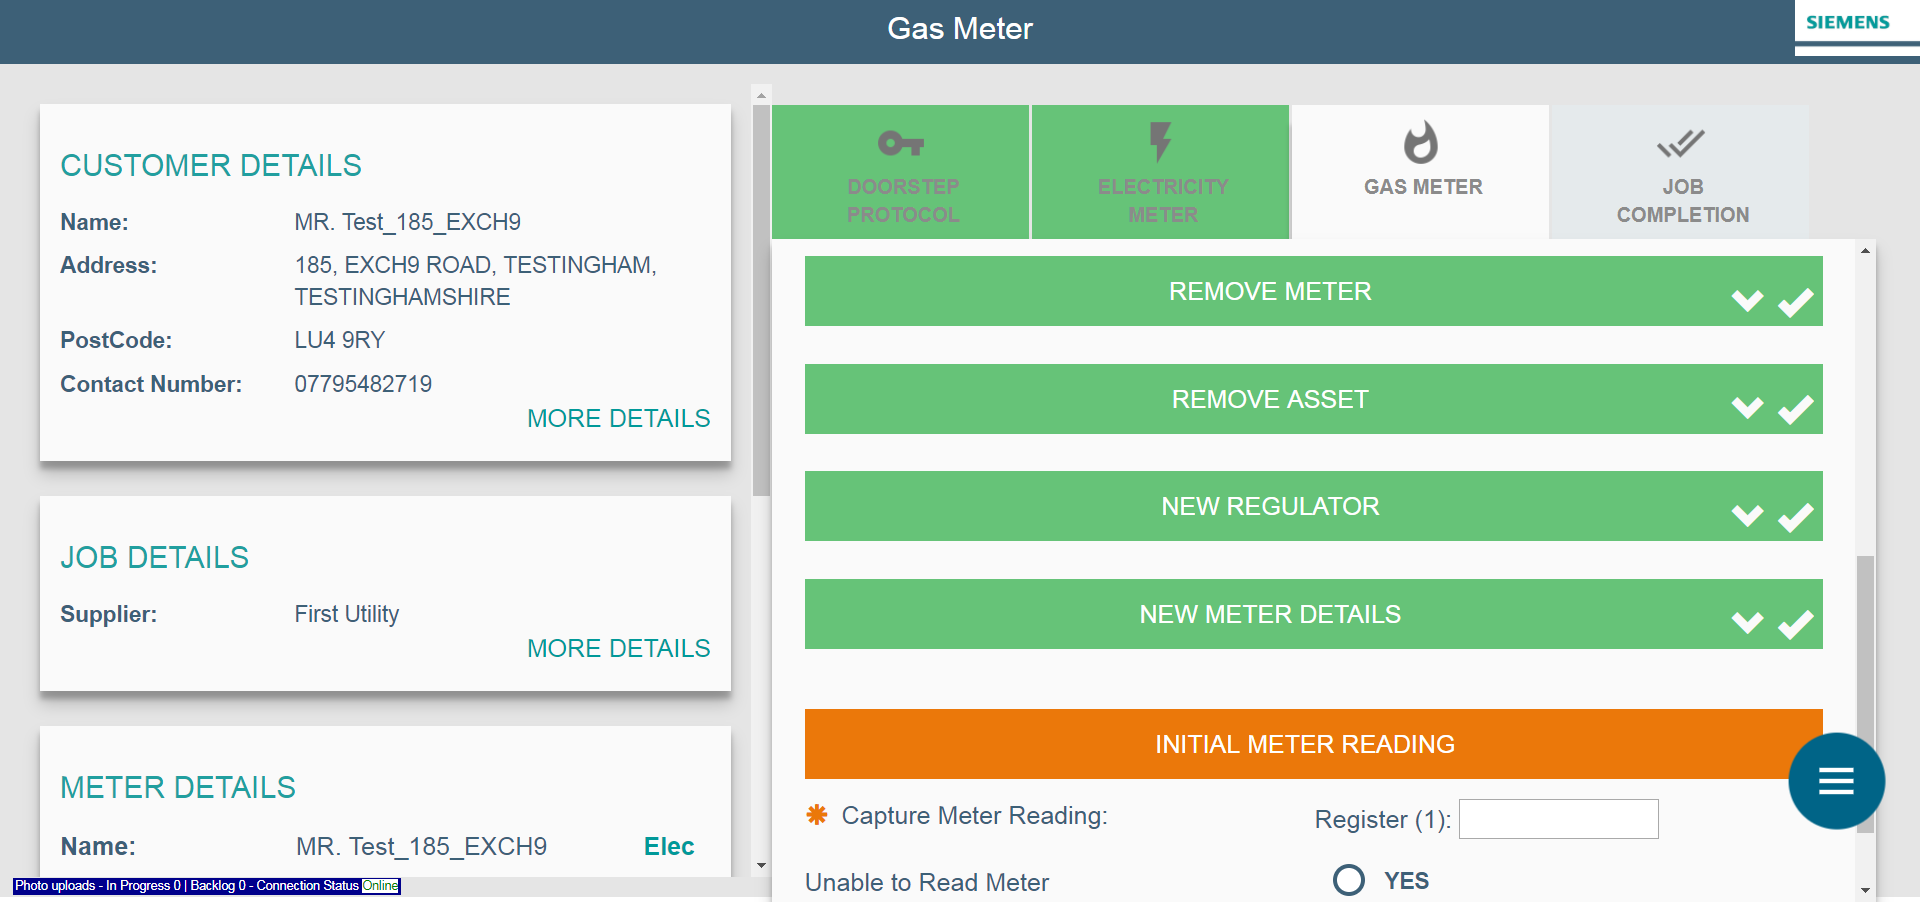 Gas Meter
SIEMENS
CUSTOMER DETAILS
Name: MR. Test_185_EXCH9
Address: 185, EXCH9 ROAD, TESTINGHAM,
TESTINGHAMSHIRE
PostCode: LU4 9RY
Contact Number: 07795482719
MORE DETAILS
JOB DETAILS
Supplier: First Utility
MORE DETAILS
METER DETAILS
Name: MR. Test_185_EXCH9 Elec
Photo uploads - In Progress 0 | Backlog 0 - Connection Status Online
DOORSTEP
PROTOCOL
ELECTRICITY
METER
GAS METER
JOB
COMPLETION
REMOVE METER
REMOVE ASSET
NEW REGULATOR
NEW METER DETAILS
INITIAL METER READING
✱ Capture Meter Reading: Register (1):
Unable to Read Meter YES